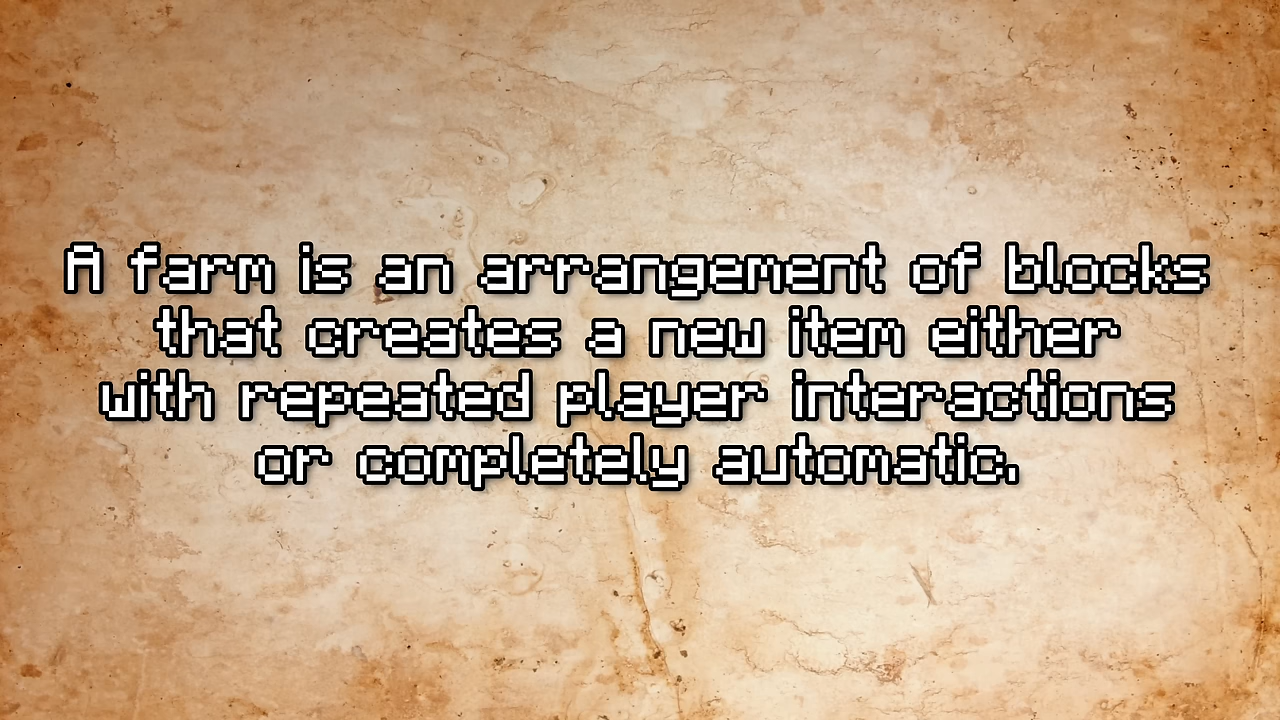 A farm is an arrangement of blocks
that creates a new item either
with repeated player interactions
or completely automatic.